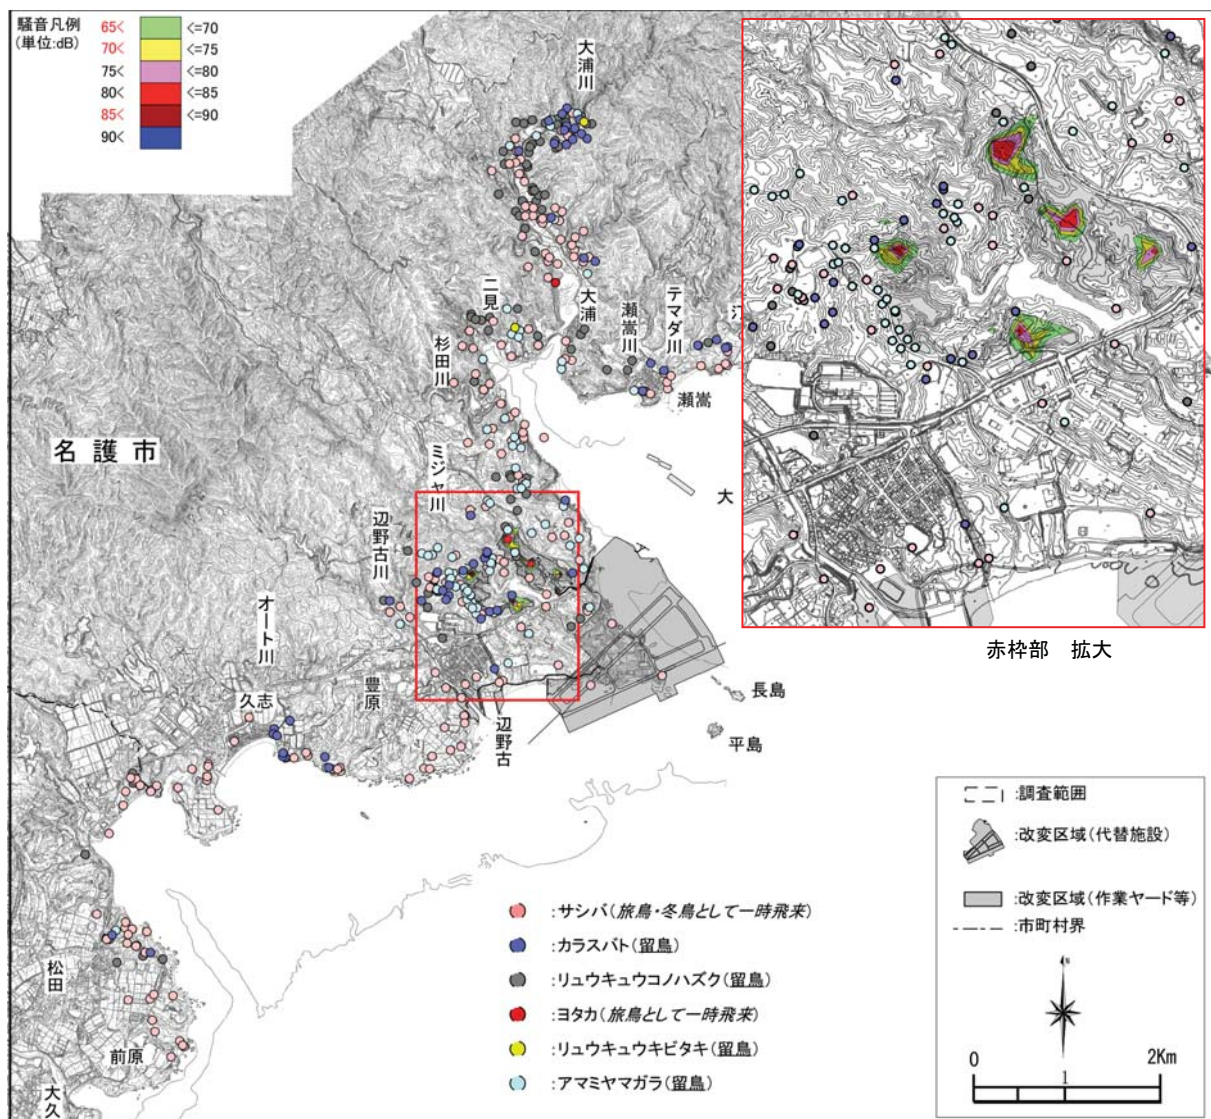 騒音凡例
(単位:dB)
65<
<=70
70<
<=75
75<
<=80
80<
<=85
85<
<=90
90<
大浦川
二見
大浦
瀬嵩川
テマダ川
杉田川
瀬嵩
名護市
ミジャ川
大
辺野古川
オート川
豊原
久志
辺野古
長島
平島
松田
前原
大久
赤枠部 拡大
:調査範囲
:改変区域(代替施設)
:改変区域(作業ヤード等)
:市町村界
:サシバ(旅鳥・冬鳥として一時飛来)
:カラスバト(留鳥)
:リュウキュウコノハズク(留鳥)
:ヨタカ(旅鳥として一時飛来)
:リュウキュウキビタキ(留鳥)
:アマミヤマガラ(留鳥)
N
0 1 2Km